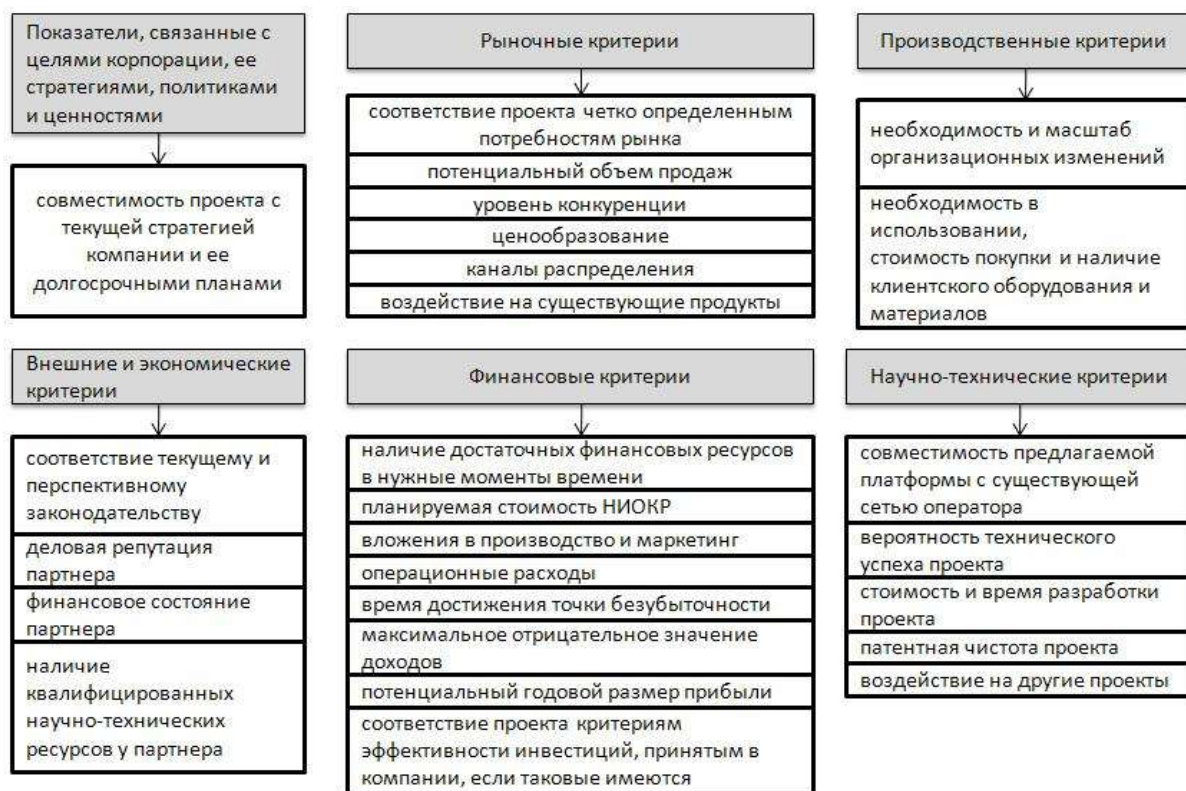 Показатели, связанные с
целями корпорации, ее
стратегиями, политиками
и ценностями
совместимость проекта с
текущей стратегией
компании и ее
долгосрочными планами
Рыночные критерии
соответствие проекта четко определенным
потребностям рынка
потенциальный объем продаж
уровень конкуренции
ценообразование
каналы распределения
воздействие на существующие продукты
Производственные критерии
необходимость и масштаб
организационных изменений
необходимость в
использовании,
стоимость покупки и наличие
клиентского оборудования и
материалов
Внешние и экономические
критерии
соответствие текущему и
перспективному
законодательству
деловая репутация
партнера
финансовое состояние
партнера
наличие
квалифицированных
научно-технических
ресурсов у партнера
Финансовые критерии
наличие достаточных финансовых ресурсов
в нужные моменты времени
планируемая стоимость НИОКР
вложения в производство и маркетинг
операционные расходы
время достижения точки безубыточности
максимальное отрицательное значение
доходов
потенциальный годовой размер прибыли
соответствие проекта критериям
эффективности инвестиций, принятым в
компании, если таковые имеются
Научно-технические критерии
совместимость предлагаемой
платформы с существующей
сетью оператора
вероятность технического
успеха проекта
стоимость и время разработки
проекта
патентная чистота проекта
воздействие на другие проекты